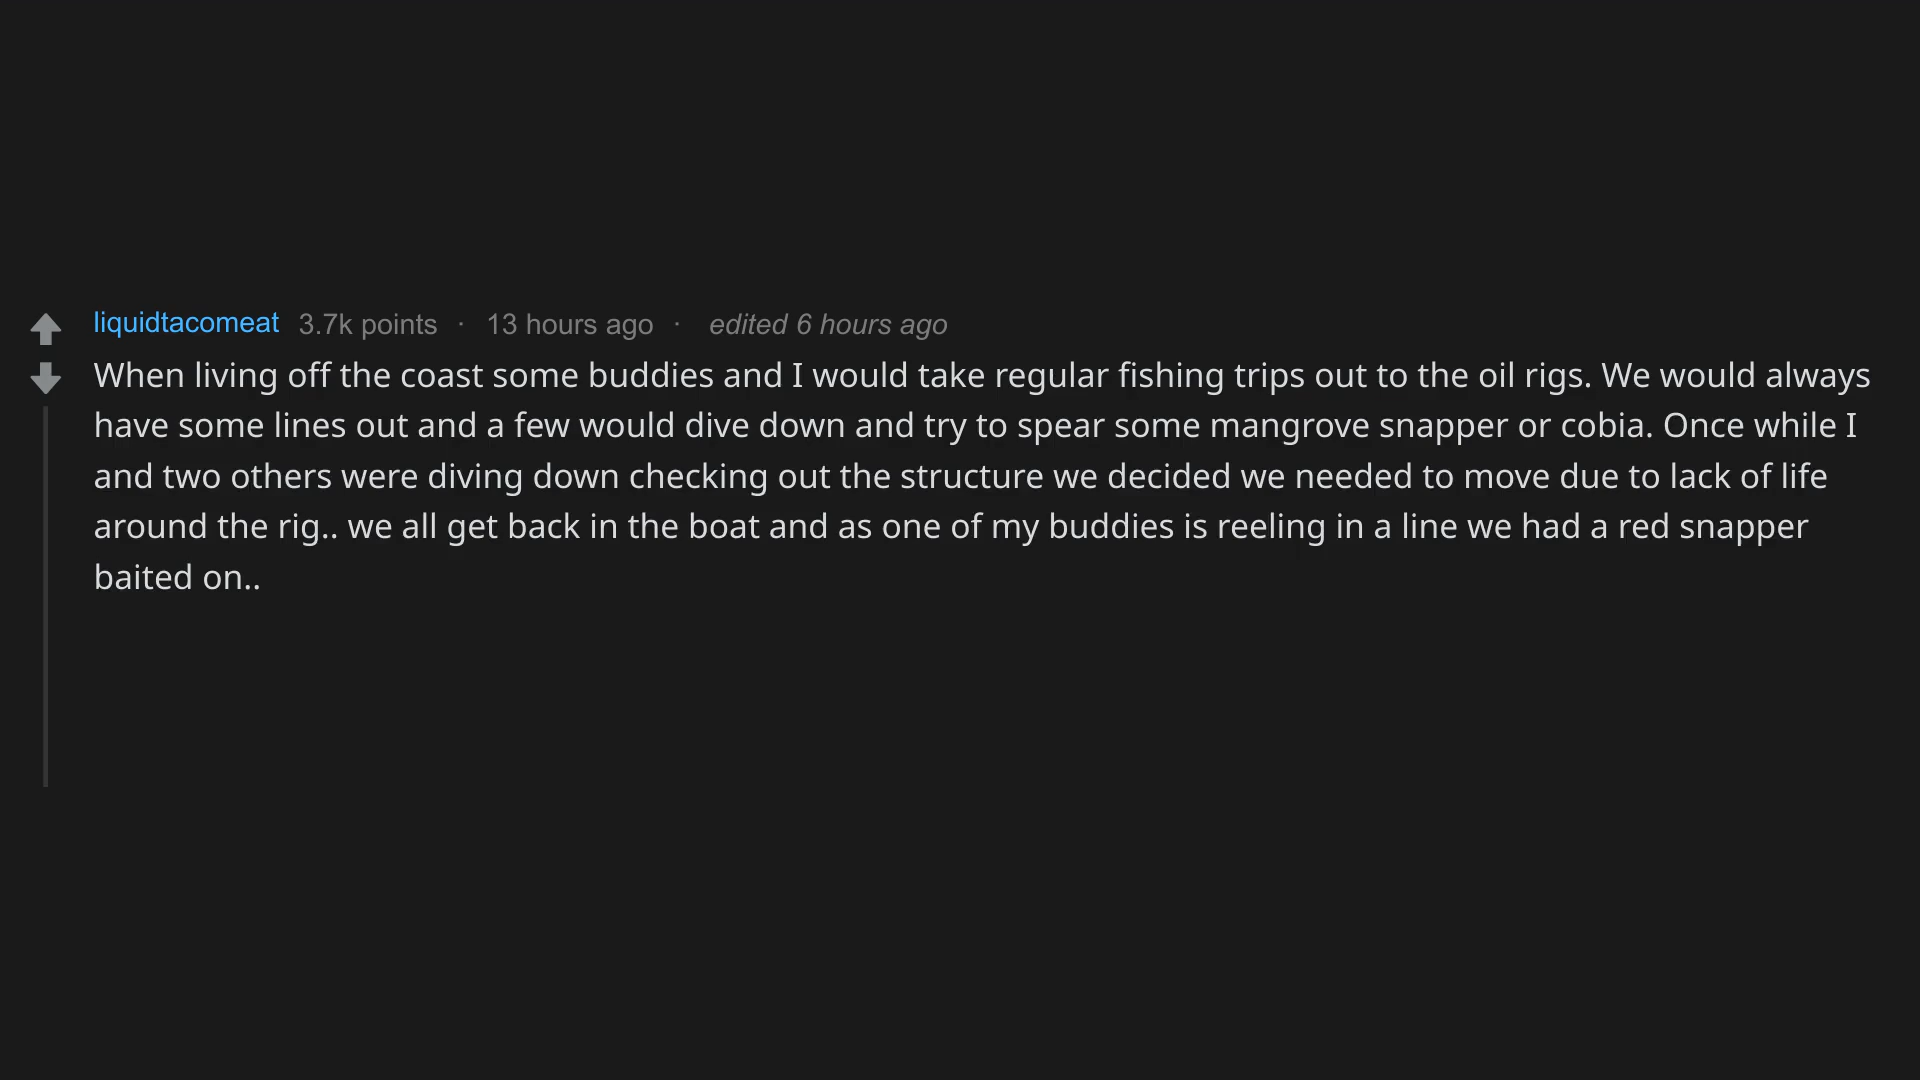 liquidtacomeat 3.7k points · 13 hours ago · edited 6 hours ago
When living off the coast some buddies and I would take regular fishing trips out to the oil rigs. We would always
have some lines out and a few would dive down and try to spear some mangrove snapper or cobia. Once while I
and two others were diving down checking out the structure we decided we needed to move due to lack of life
around the rig.. we all get back in the boat and as one of my buddies is reeling in a line we had a red snapper
baited on..